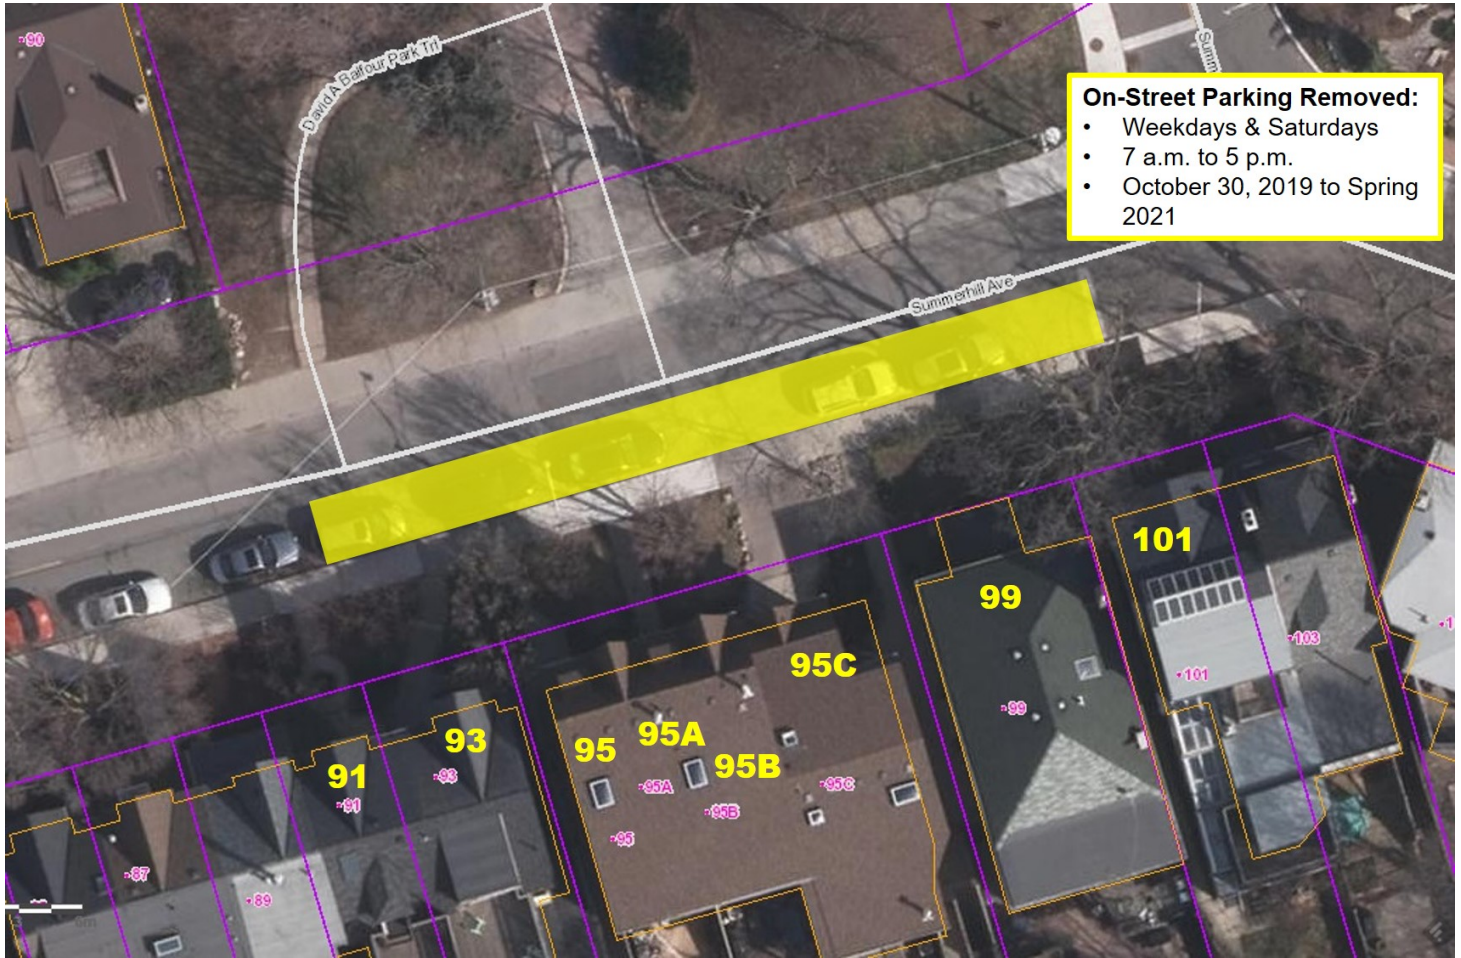 90
David A Balfour Park Trl
Summ
On-Street Parking Removed:
• Weekdays & Saturdays
• 7 a.m. to 5 p.m.
• October 30, 2019 to Spring
2021
Summerhill Ave
101
99
95C
103
101
99
95A
93
95
95B
91
93
95A
95C
91
95B
95
87
89